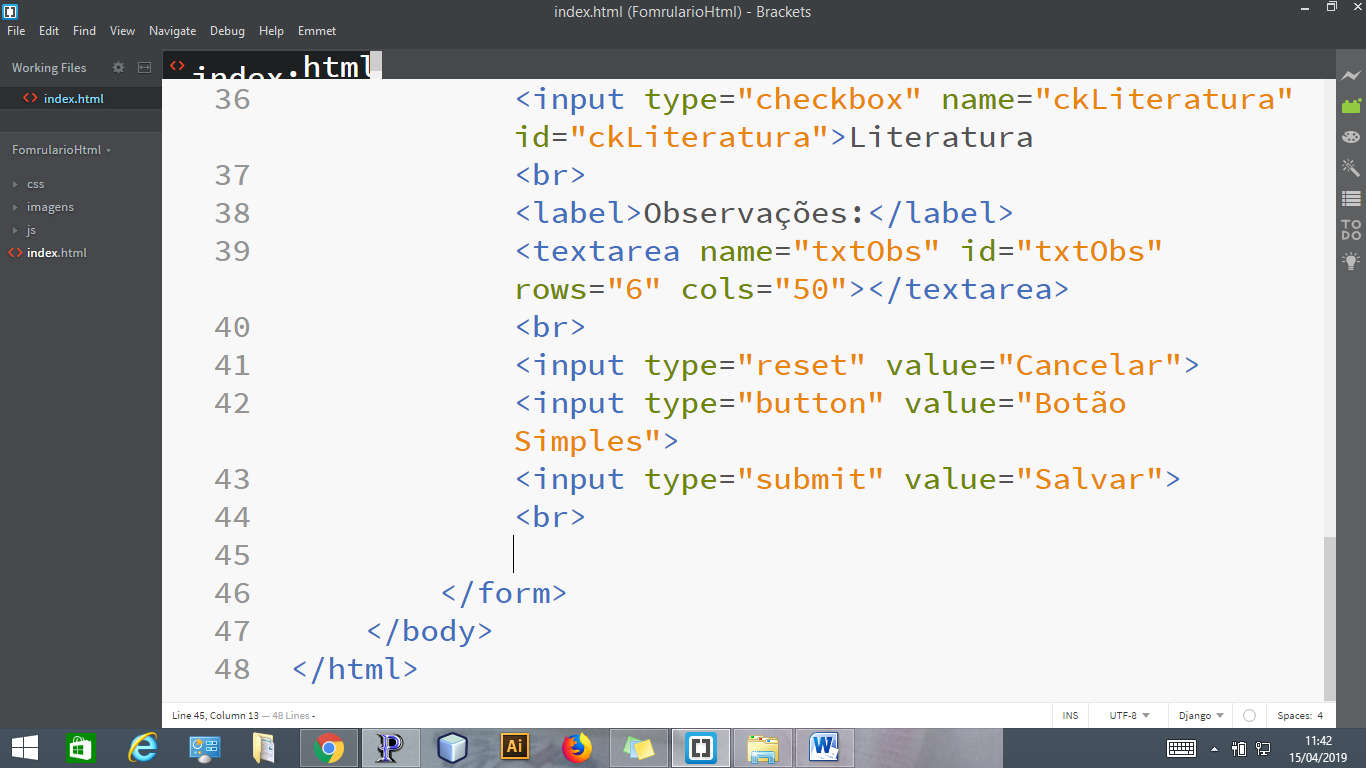 index.html (FomrularioHtml) - Brackets
File Edit Find View Navigate Debug Help Emmet
Working Files
index.html
FomrularioHtml
css
imagens
js
index.html
index.html
36 <input type="checkbox" name="ckLiteratura"
id="ckLiteratura">Literatura
37 <br>
38 <label>Observações:</label>
39 <textarea name="txtObs" id="txtObs"
rows="6" cols="50"></textarea>
40 <br>
41 <input type="reset" value="Cancelar">
42 <input type="button" value="Botão
Simples">
43 <input type="submit" value="Salvar">
44 <br>
45
46 </form>
47 </body>
48 </html>
TO
DO
Line 45, Column 13 — 48 Lines -
INS UTF-8 Django Spaces: 4
Ai
W
11:42
15/04/2019